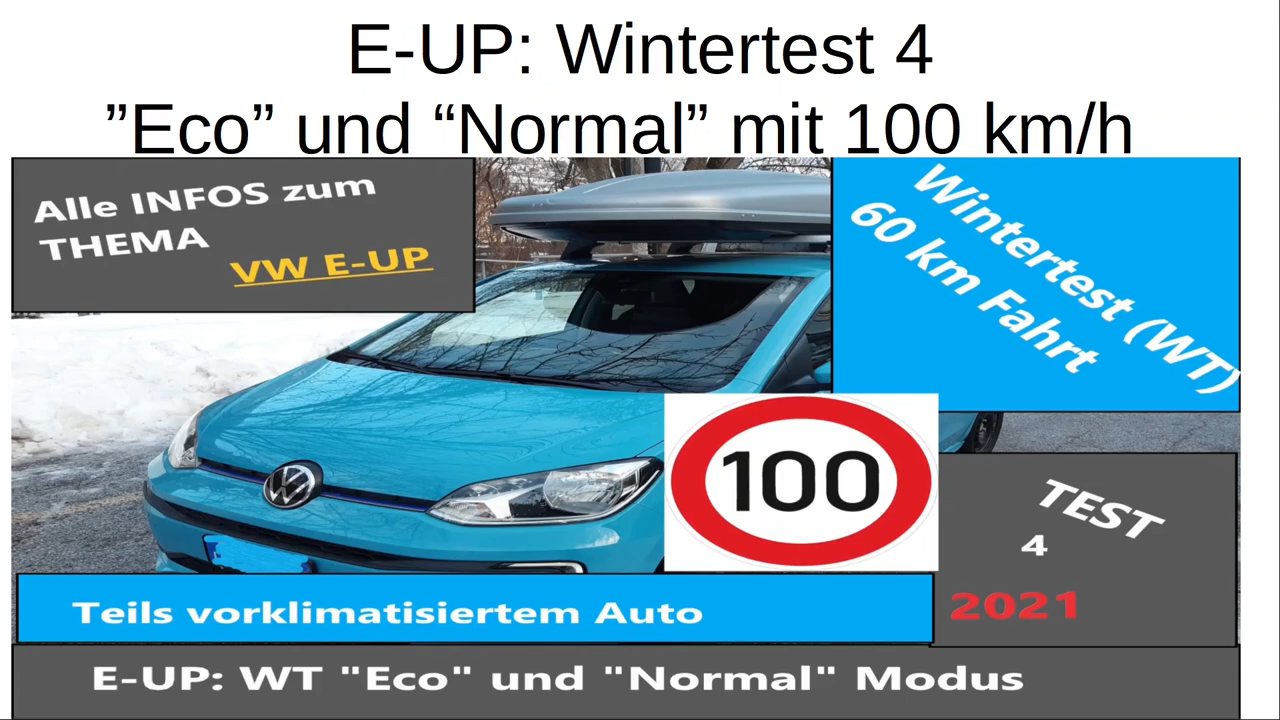 E-UP: Wintertest 4
”Eco” und “Normal” mit 100 km/h
Alle INFOS zum
THEMA
VW E-UP
Wintertest (WT)
60 km Fahrt
100
TEST
4
2021
Teils vorklimatisiertem Auto
E-UP: WT "Eco" und "Normal" Modus